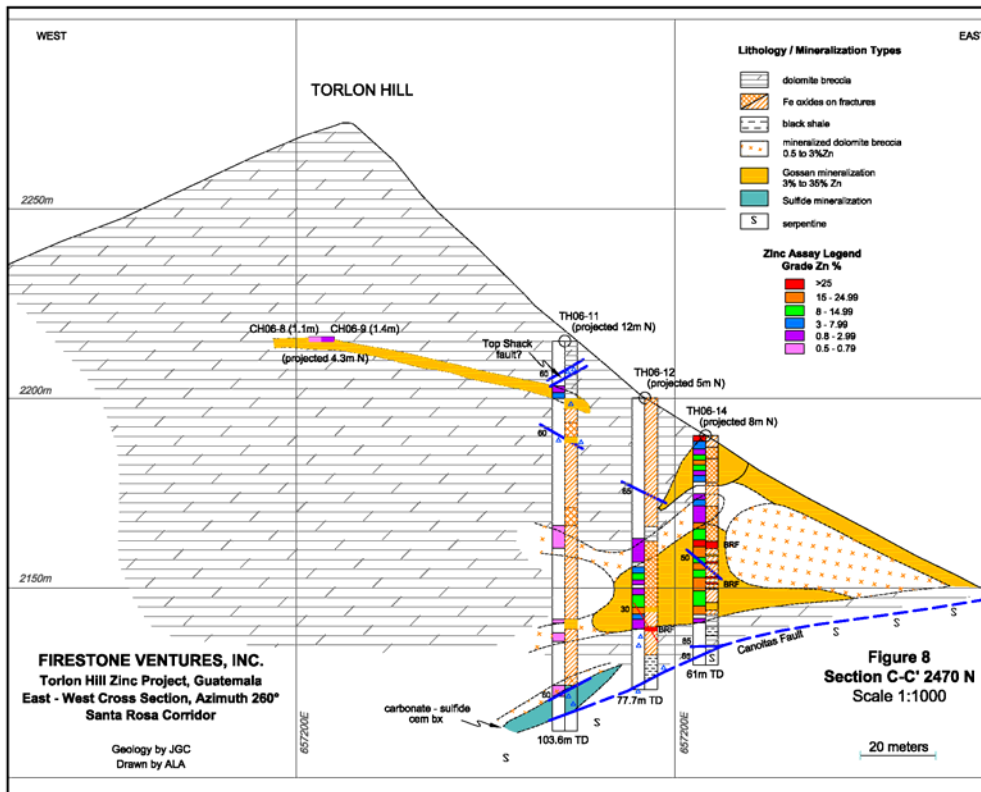 WEST
EAST
TORLON HILL
Lithology / Mineralization Types
dolomite breccia
Fe oxides on fractures
black shale
mineralized dolomite breccia
0.5 to 3%Zn
Gossan mineralization
3% to 35% Zn
Sulfide mineralization
S
serpentine
Zinc Assay Legend
Grade Zn %
>25
15 - 24.99
8 - 14.99
3 - 7.99
0.8 - 2.99
0.5 - 0.79
2250m
2200m
2150m
CH06-8 (1.1m)
CH06-9 (1.4m)
(projected 4.3m N)
TH06-11
(projected 12m N)
Top Shack
fault?
60
60
TH06-12
(projected 5m N)
TH06-14
(projected 8m N)
65
BRF
50
BRF
30
BRF
85
Canoitas Fault
S
S
S
S
S
S
61m TD
77.7m TD
103.6m TD
carbonate - sulfide
cem bx
657200E
657200E
FIRESTONE VENTURES, INC.
Torlon Hill Zinc Project, Guatemala
East - West Cross Section, Azimuth 260°
Santa Rosa Corridor
Geology by JGC
Drawn by ALA
Figure 8
Section C-C' 2470 N
Scale 1:1000
20 meters